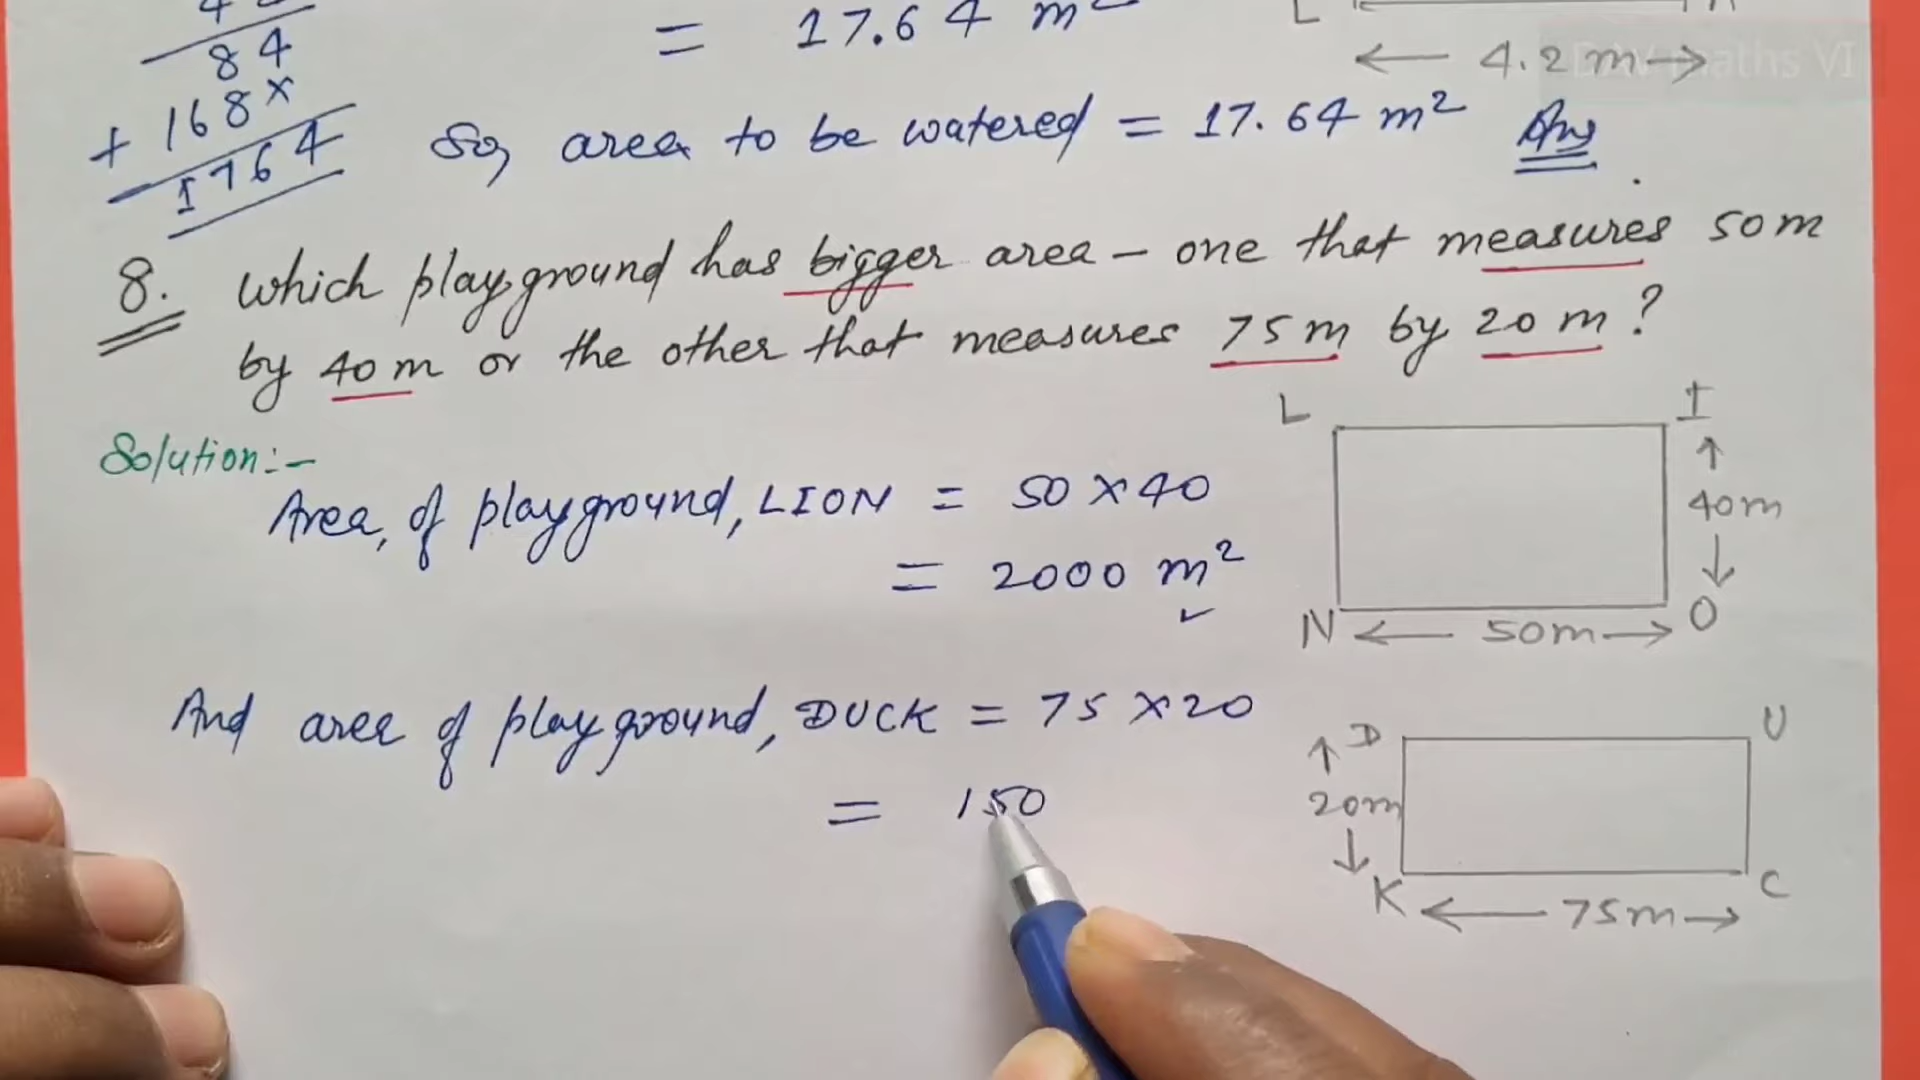 84
= 17.64 m²
+ 168×
1764
4.2 m
maths VI
So, area to be watered = 17.64 m² Ans
8. Which playground has bigger area – one that measures 50m
by 40 m or the other that measures 75 m by 20 m ?
Solution:-
Area, of playground, LION = 50 × 40
= 2000 m²
L I
40m
N O
50m
And area of playground, DUCK = 75 × 20
= 150
D U
20m
K C
75m